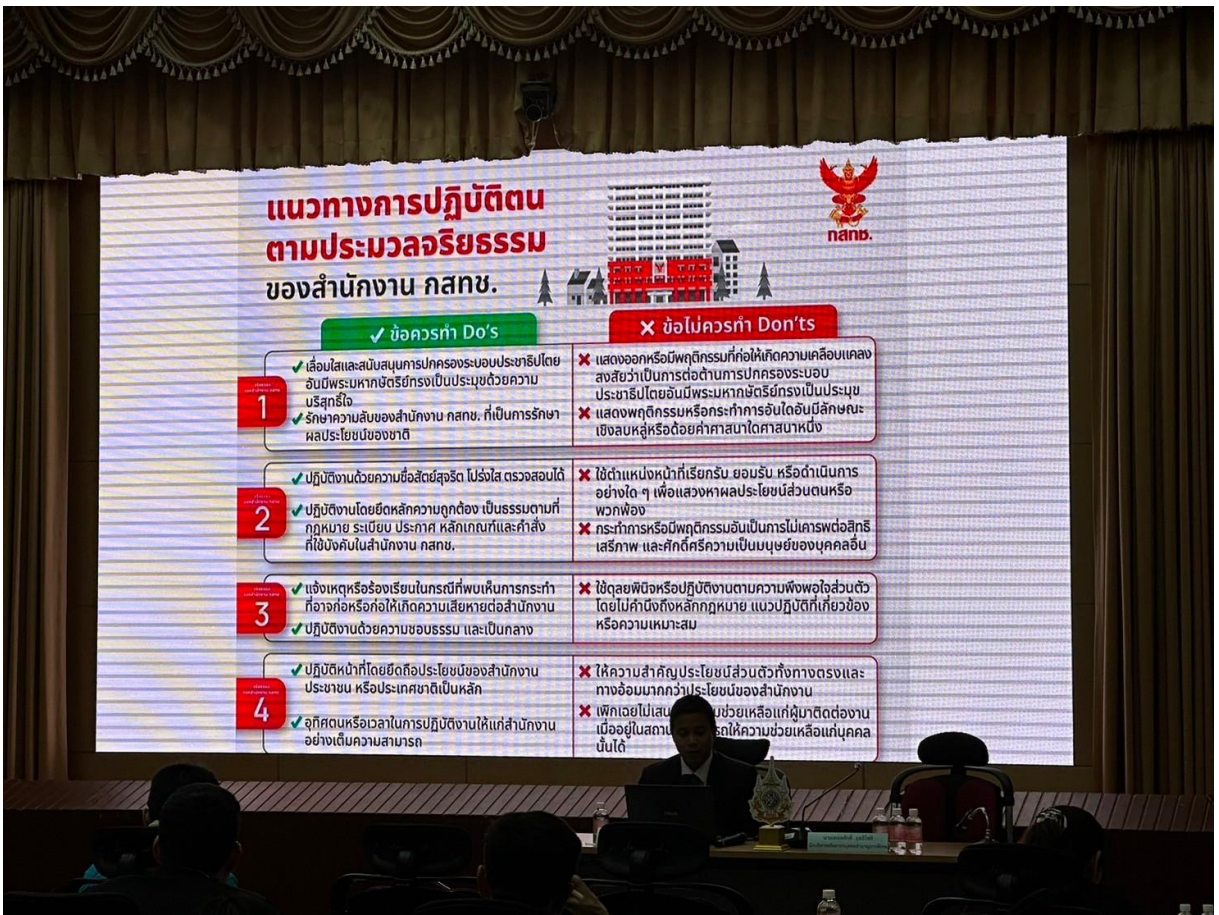 แนวทางการปฏิบัติตน
ตามประมวลจริยธรรม
ของสำนักงาน กสทช.
กสทช.
✓ ข้อควรทำ Do's
✗ ข้อไม่ควรทำ Don'ts
1
✓ เลื่อมใสและสนับสนุนการปกครองระบอบประชาธิปไตย
อันมีพระมหากษัตริย์ทรงเป็นประมุขด้วยความ
บริสุทธิ์ใจ
✓ รักษาความลับของสำนักงาน กสทช. ที่เป็นการรักษา
ผลประโยชน์ของชาติ
✗ แสดงออกหรือมีพฤติกรรมที่ก่อให้เกิดความเคลือบแคลง
สงสัยว่าเป็นการต่อต้านการปกครองระบอบ
ประชาธิปไตยอันมีพระมหากษัตริย์ทรงเป็นประมุข
✗ แสดงพฤติกรรมหรือกระทำการอันใดอันมีลักษณะ
เชิงลบหลู่หรือด้อยค่าศาสนาใดศาสนาหนึ่ง
2
✓ ปฏิบัติงานด้วยความซื่อสัตย์สุจริต โปร่งใส ตรวจสอบได้
✓ ปฏิบัติงานโดยยึดหลักความถูกต้อง เป็นธรรมตามที่
กฎหมาย ระเบียบ ประกาศ หลักเกณฑ์และคำสั่ง
ที่ใช้บังคับในสำนักงาน กสทช.
✗ ใช้ตำแหน่งหน้าที่เรียกรับ ยอมรับ หรือดำเนินการ
อย่างใด ๆ เพื่อแสวงหาผลประโยชน์ส่วนตนหรือ
พวกพ้อง
✗ กระทำการหรือมีพฤติกรรมอันเป็นการไม่เคารพต่อสิทธิ
เสรีภาพ และศักดิ์ศรีความเป็นมนุษย์ของบุคคลอื่น
3
✓ แจ้งเหตุหรือร้องเรียนในกรณีที่พบเห็นการกระทำ
ที่อาจก่อหรือก่อให้เกิดความเสียหายต่อสำนักงาน
✓ ปฏิบัติงานด้วยความชอบธรรม และเป็นกลาง
✗ ใช้ดุลยพินิจหรือปฏิบัติงานตามความพึงพอใจส่วนตัว
โดยไม่คำนึงถึงหลักกฎหมาย แนวปฏิบัติที่เกี่ยวข้อง
หรือความเหมาะสม
4
✓ ปฏิบัติหน้าที่โดยยึดถือประโยชน์ของสำนักงาน
ประชาชน หรือประเทศชาติเป็นหลัก
✓ อุทิศตนหรือเวลาในการปฏิบัติงานให้แก่สำนักงาน
อย่างเต็มความสามารถ
✗ ให้ความสำคัญประโยชน์ส่วนตัวทั้งทางตรงและ
ทางอ้อมมากกว่าประโยชน์ของสำนักงาน
✗ เพิกเฉยไม่เสน มช่วยเหลือแก่ผู้มาติดต่องาน
เมื่ออยู่ในสถาน รถให้ความช่วยเหลือแก่บุคคล
นั้นได้